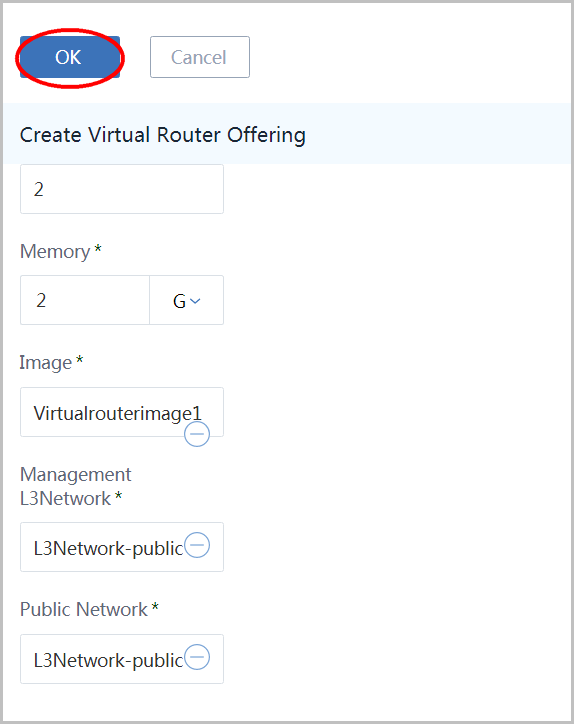 OK
Cancel
Create Virtual Router Offering
2
Memory *
2
G
Image *
Virtualrouterimage1
Management
L3Network *
L3Network-public
Public Network *
L3Network-public